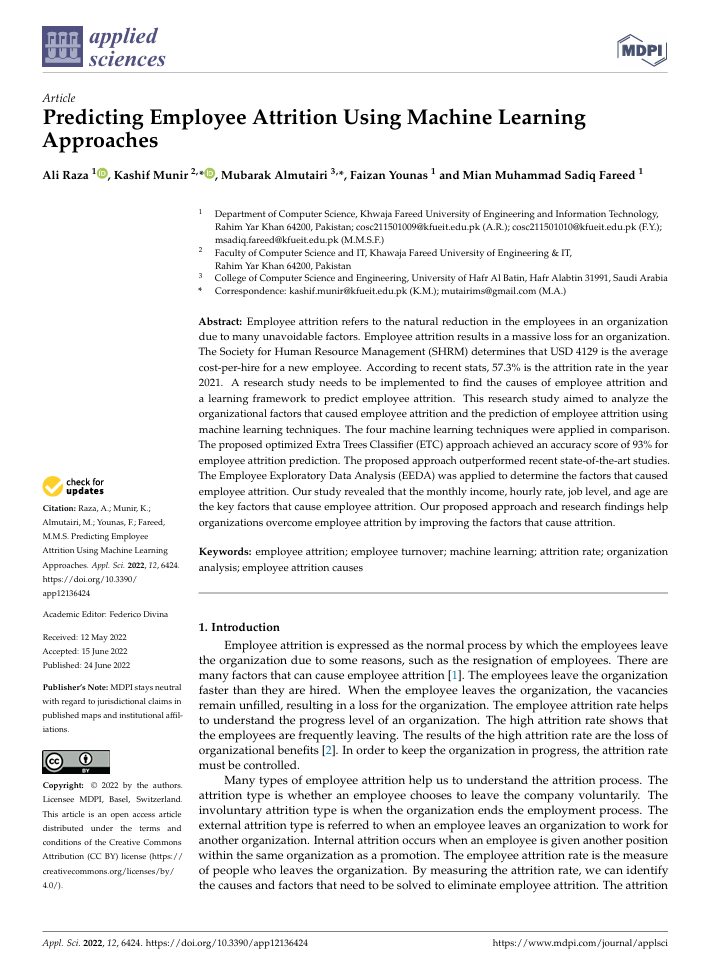 applied
sciences
MDPI
Article
Predicting Employee Attrition Using Machine Learning
Approaches
Ali Raza 1, Kashif Munir 2,*, Mubarak Almutairi 3,*, Faizan Younas 1 and Mian Muhammad Sadiq Fareed 1
1 Department of Computer Science, Khwaja Fareed University of Engineering and Information Technology,
Rahim Yar Khan 64200, Pakistan; cosc211501009@kfueit.edu.pk (A.R.); cosc211501010@kfueit.edu.pk (F.Y.);
msadiq.fareed@kfueit.edu.pk (M.M.S.F.)
2 Faculty of Computer Science and IT, Khawaja Fareed University of Engineering & IT,
Rahim Yar Khan 64200, Pakistan
3 College of Computer Science and Engineering, University of Hafr Al Batin, Hafr Alabtin 31991, Saudi Arabia
* Correspondence: kashif.munir@kfueit.edu.pk (K.M.); mutairims@gmail.com (M.A.)
Abstract: Employee attrition refers to the natural reduction in the employees in an organization
due to many unavoidable factors. Employee attrition results in a massive loss for an organization.
The Society for Human Resource Management (SHRM) determines that USD 4129 is the average
cost-per-hire for a new employee. According to recent stats, 57.3% is the attrition rate in the year
2021. A research study needs to be implemented to find the causes of employee attrition and
a learning framework to predict employee attrition. This research study aimed to analyze the
organizational factors that caused employee attrition and the prediction of employee attrition using
machine learning techniques. The four machine learning techniques were applied in comparison.
The proposed optimized Extra Trees Classifier (ETC) approach achieved an accuracy score of 93% for
employee attrition prediction. The proposed approach outperformed recent state-of-the-art studies.
The Employee Exploratory Data Analysis (EEDA) was applied to determine the factors that caused
employee attrition. Our study revealed that the monthly income, hourly rate, job level, and age are
the key factors that cause employee attrition. Our proposed approach and research findings help
organizations overcome employee attrition by improving the factors that cause attrition.
Keywords: employee attrition; employee turnover; machine learning; attrition rate; organization
analysis; employee attrition causes
check for
updates
Citation: Raza, A.; Munir, K.;
Almutairi, M.; Younas, F.; Fareed,
M.M.S. Predicting Employee
Attrition Using Machine Learning
Approaches. Appl. Sci. 2022, 12, 6424.
https://doi.org/10.3390/
app12136424
Academic Editor: Federico Divina
Received: 12 May 2022
Accepted: 15 June 2022
Published: 24 June 2022
Publisher's Note: MDPI stays neutral
with regard to jurisdictional claims in
published maps and institutional affil-
iations.
cc BY
Copyright: © 2022 by the authors.
Licensee MDPI, Basel, Switzerland.
This article is an open access article
distributed under the terms and
conditions of the Creative Commons
Attribution (CC BY) license (https://
creativecommons.org/licenses/by/
4.0/).
1. Introduction
Employee attrition is expressed as the normal process by which the employees leave
the organization due to some reasons, such as the resignation of employees. There are
many factors that can cause employee attrition [1]. The employees leave the organization
faster than they are hired. When the employee leaves the organization, the vacancies
remain unfilled, resulting in a loss for the organization. The employee attrition rate helps
to understand the progress level of an organization. The high attrition rate shows that
the employees are frequently leaving. The results of the high attrition rate are the loss of
organizational benefits [2]. In order to keep the organization in progress, the attrition rate
must be controlled.
Many types of employee attrition help us to understand the attrition process. The
attrition type is whether an employee chooses to leave the company voluntarily. The
involuntary attrition type is when the organization ends the employment process. The
external attrition type is referred to when an employee leaves an organization to work for
another organization. Internal attrition occurs when an employee is given another position
within the same organization as a promotion. The employee attrition rate is the measure
of people who leaves the organization. By measuring the attrition rate, we can identify
the causes and factors that need to be solved to eliminate employee attrition. The attrition
Appl. Sci. 2022, 12, 6424. https://doi.org/10.3390/app12136424
https://www.mdpi.com/journal/applsci